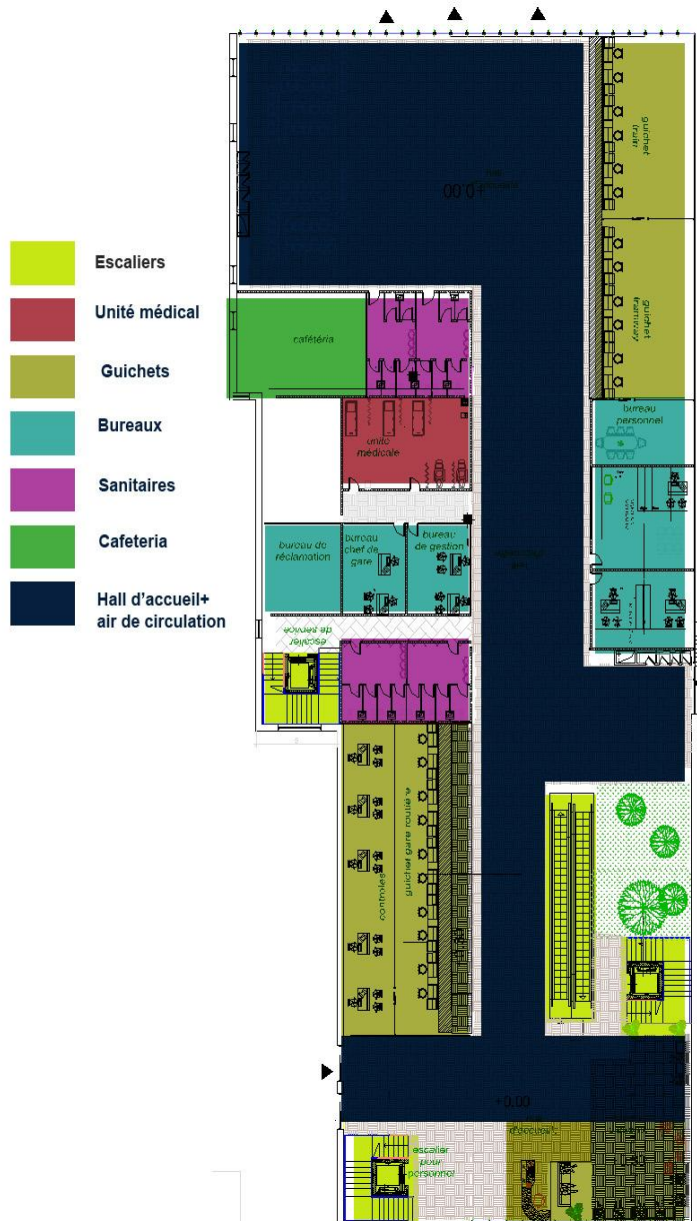 Escaliers
Unité médical
Guichets
Bureaux
Sanitaires
Cafeteria
Hall d'accueil+
air de circulation
+0.00
guichet
train
guichet
tramway
cafétéria
unité
médicale
bureau
personnel
bureau de
réclamation
bureau
chef de
gare
bureau
de gestion
escalier
de service
controles
guichet gare routière
+0.00
escalier
pour
personnel